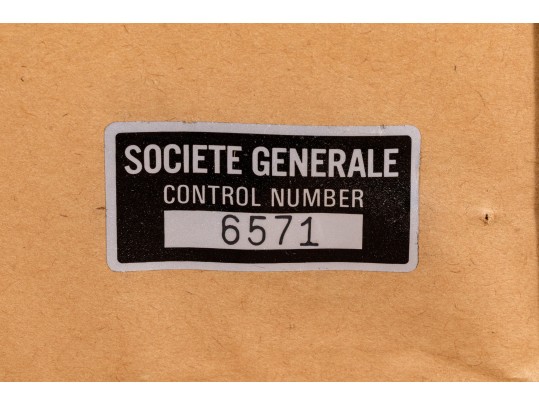 SOCIETE GENERALE
CONTROL NUMBER
6571